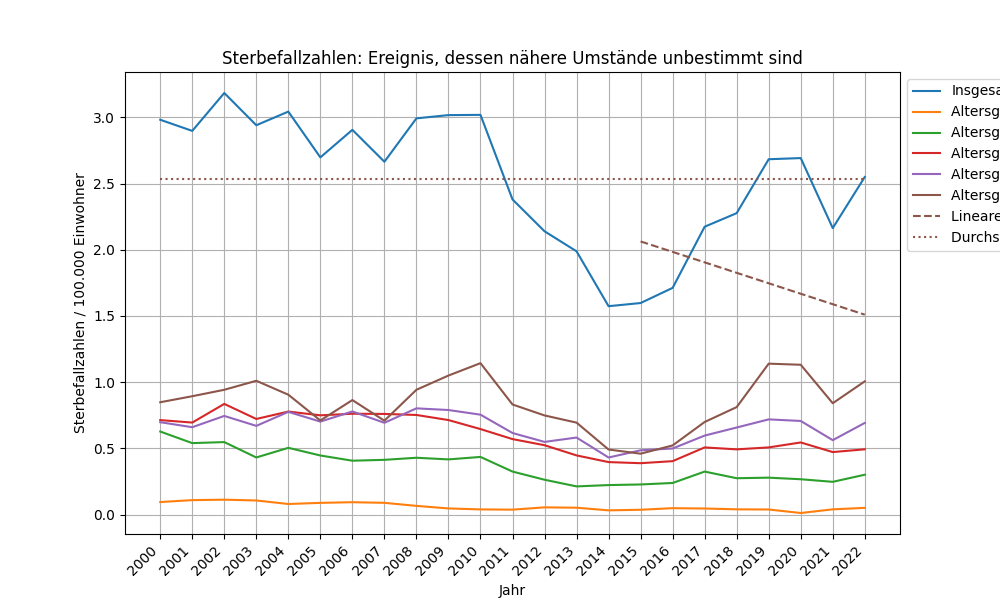 Sterbefallzahlen: Ereignis, dessen nähere Umstände unbestimmt sind
Sterbefallzahlen / 100.000 Einwohner
3.0
2.5
2.0
1.5
1.0
0.5
0.0
2000 2001 2002 2003 2004 2005 2006 2007 2008 2009 2010 2011 2012 2013 2014 2015 2016 2017 2018 2019 2020 2021 2022
Jahr
Insgesa
Altersg
Altersg
Altersg
Altersg
Altersg
Lineare
Durchs